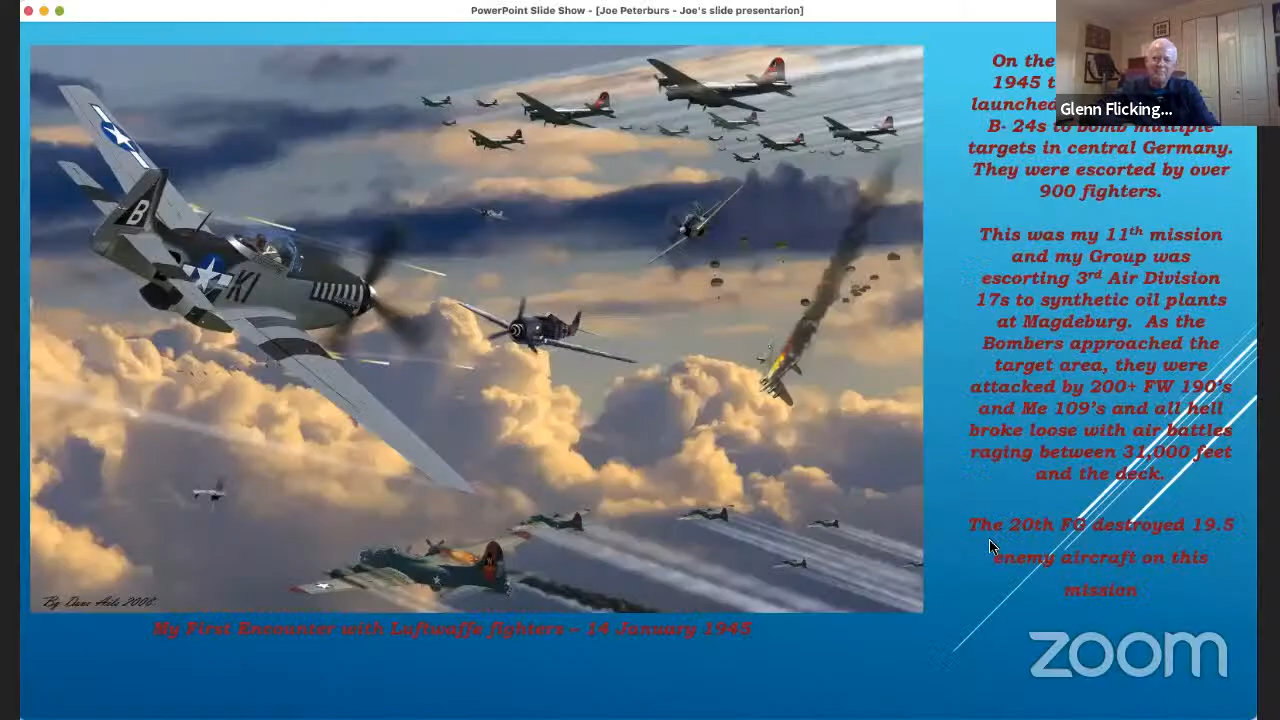 PowerPoint Slide Show - [Joe Peterburs - Joe's slide presentarion]
On the
1945 t
launched
B- 24s to bomb multiple
targets in central Germany.
They were escorted by over
900 fighters.
This was my 11th mission
and my Group was
escorting 3rd Air Division
17s to synthetic oil plants
at Magdeburg. As the
Bombers approached the
target area, they were
attacked by 200+ FW 190's
and Me 109's and all hell
broke loose with air battles
raging between 31,000 feet
and the deck.
The 20th FG destroyed 19.5
enemy aircraft on this
mission
Glenn Flicking...
B
KI
My First Encounter with Luftwaffe fighters – 14 January 1945
zoom